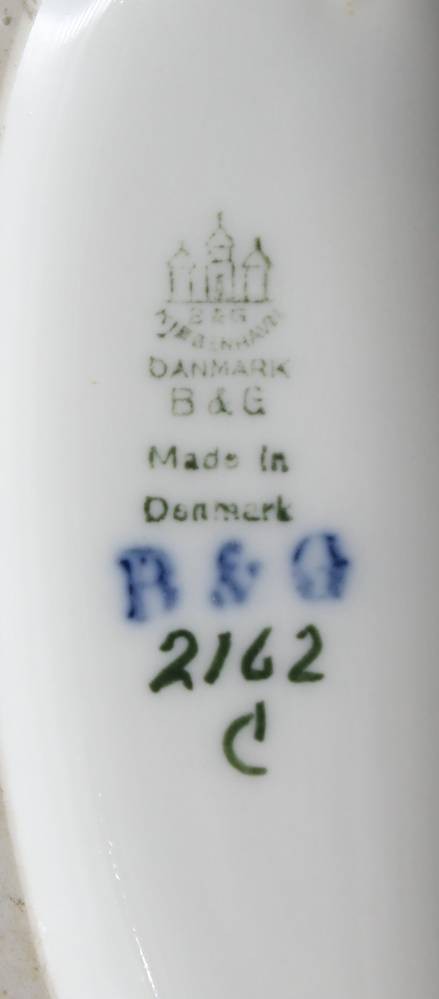 B & G
KJØBENHAVN
DANMARK
B & G
Made in
Denmark
B & G
2162
C